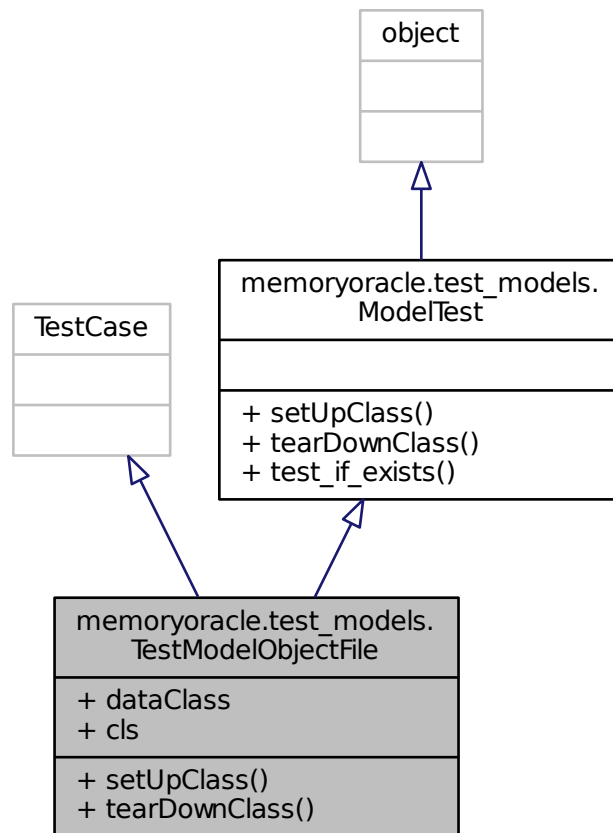 object
memoryoracle.test_models.
ModelTest
+ setUpClass()
+ tearDownClass()
+ test_if_exists()
TestCase
memoryoracle.test_models.
TestModelObjectFile
+ dataClass
+ cls
+ setUpClass()
+ tearDownClass()